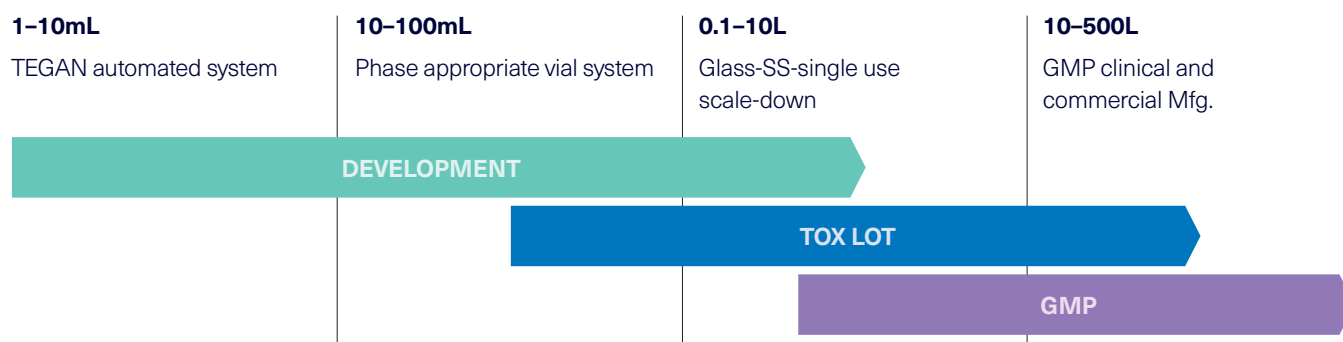 1–10mL
TEGAN automated system
10–100mL
Phase appropriate vial system
0.1–10L
Glass-SS-single use
scale-down
10–500L
GMP clinical and
commercial Mfg.
DEVELOPMENT
TOX LOT
GMP